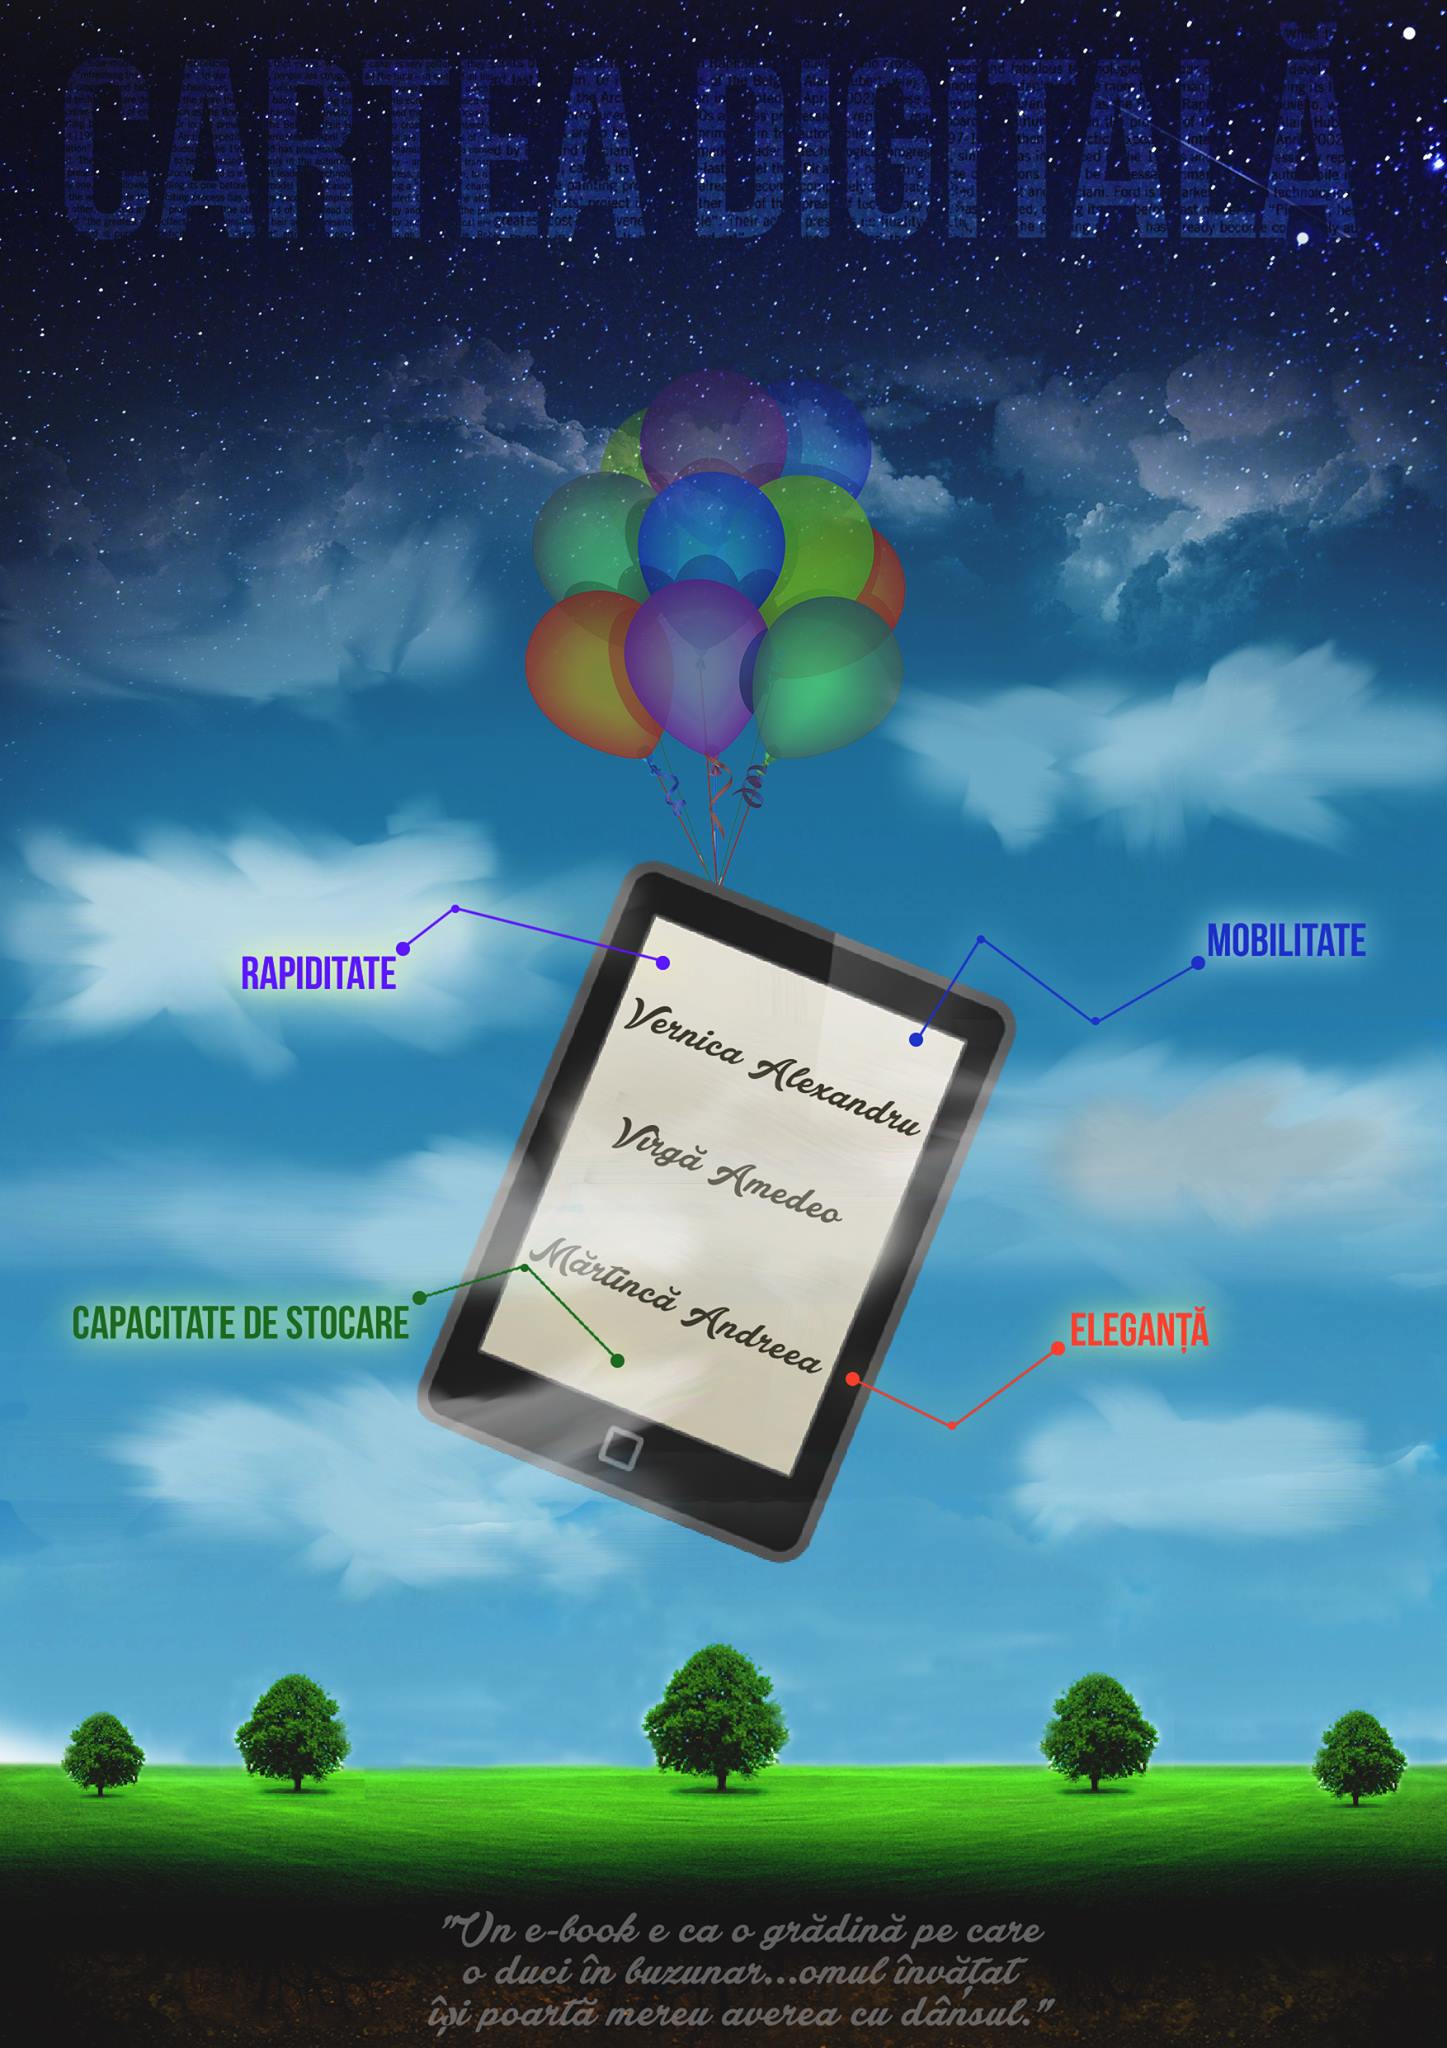 CARTEA DIGITALĂ
RAPIDITATE
MOBILITATE
Vernica Alexandru
Vîrgă Amedeo
Mărtincă Andreea
CAPACITATE DE STOCARE
ELEGANȚĂ
"Un e-book e ca o grădină pe care
o duci în buzunar...omul învățat
își poartă mereu averea cu dânsul."